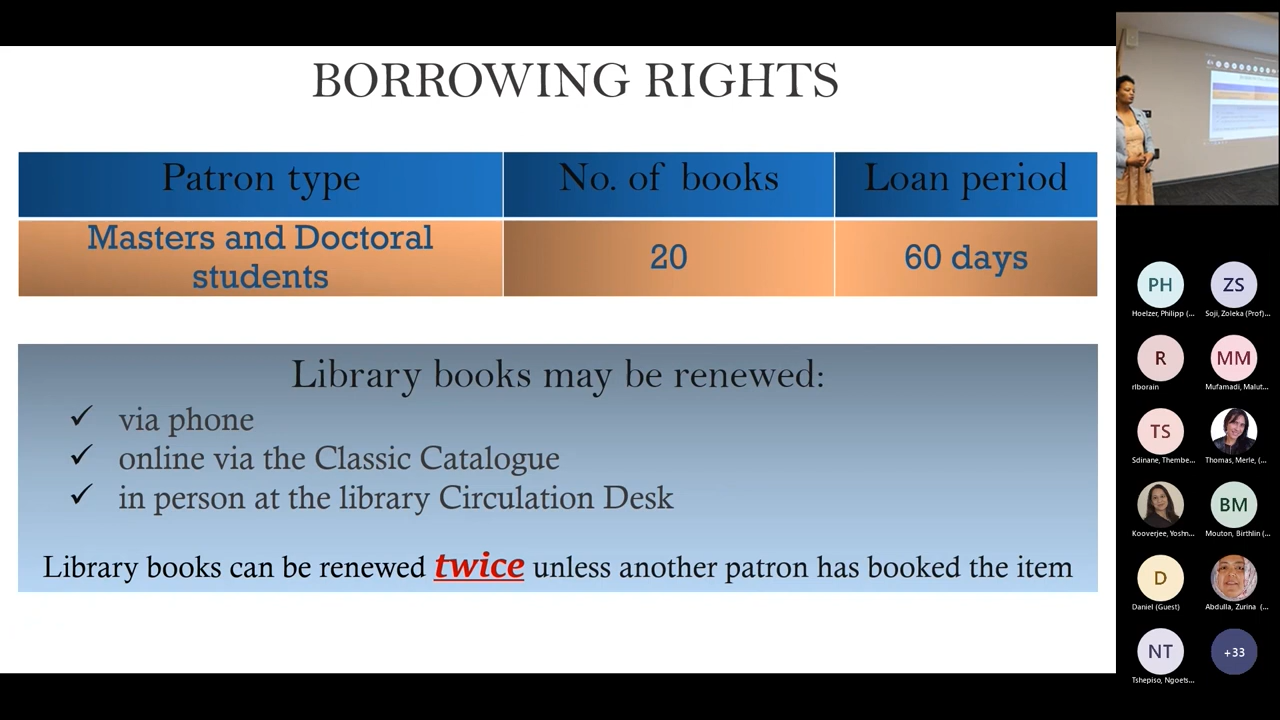 BORROWING RIGHTS
Patron type No. of books Loan period
Masters and Doctoral
students
20 60 days
Library books may be renewed:
✓ via phone
✓ online via the Classic Catalogue
✓ in person at the library Circulation Desk
Library books can be renewed twice unless another patron has booked the item
PH ZS
Hoelzer, Philipp (... Soji, Zoleka (Prof)...
R MM
rlborain Mufamadi, Malut...
TS
Sdinane, Thembe... Thomas, Merle, (...
BM
Kooverjee, Yoshn... Mouton, Birthlin (...
D
Daniel (Guest) Abdulla, Zurina (...
NT +33
Tshepiso, Ngoets...